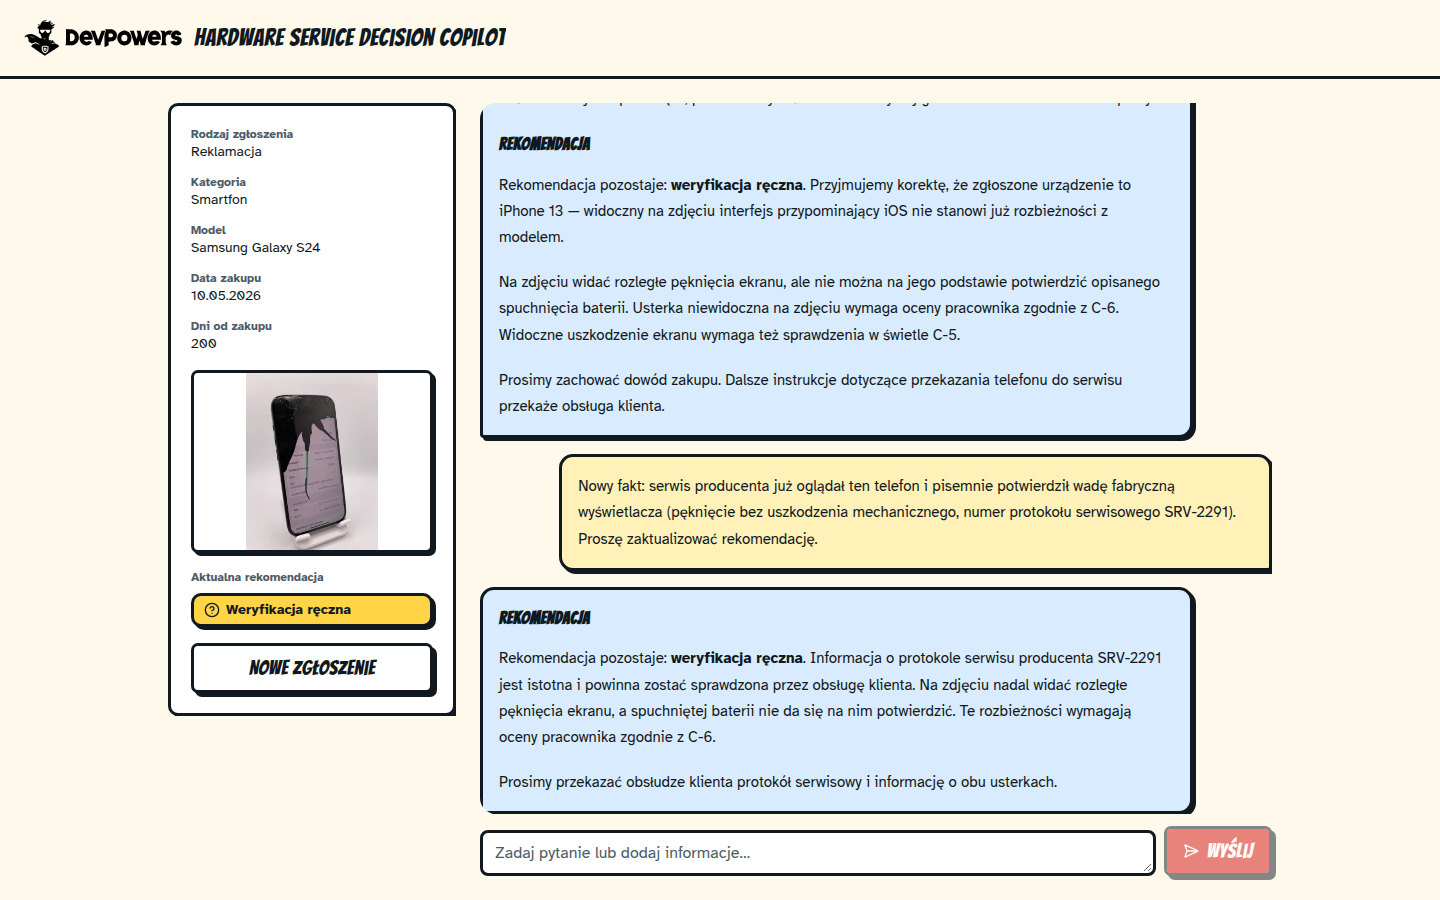 DevPowers HARDWARE SERVICE DECISION COPILOT
Rodzaj zgłoszenia
Reklamacja
Kategoria
Smartfon
Model
Samsung Galaxy S24
Data zakupu
10.05.2026
Dni od zakupu
200
Aktualna rekomendacja
Weryfikacja ręczna
NOWE ZGŁOSZENIE
REKOMENDACJA
Rekomendacja pozostaje: weryfikacja ręczna. Przyjmujemy korektę, że zgłoszone urządzenie to
iPhone 13 — widoczny na zdjęciu interfejs przypominający iOS nie stanowi już rozbieżności z
modelem.
Na zdjęciu widać rozległe pęknięcia ekranu, ale nie można na jego podstawie potwierdzić opisanego
spuchnięcia baterii. Usterka niewidoczna na zdjęciu wymaga oceny pracownika zgodnie z C-6.
Widoczne uszkodzenie ekranu wymaga też sprawdzenia w świetle C-5.
Prosimy zachować dowód zakupu. Dalsze instrukcje dotyczące przekazania telefonu do serwisu
przekaże obsługa klienta.
Nowy fakt: serwis producenta już oglądał ten telefon i pisemnie potwierdził wadę fabryczną
wyświetlacza (pęknięcie bez uszkodzenia mechanicznego, numer protokołu serwisowego SRV-2291).
Proszę zaktualizować rekomendację.
REKOMENDACJA
Rekomendacja pozostaje: weryfikacja ręczna. Informacja o protokole serwisu producenta SRV-2291
jest istotna i powinna zostać sprawdzona przez obsługę klienta. Na zdjęciu nadal widać rozległe
pęknięcia ekranu, a spuchniętej baterii nie da się na nim potwierdzić. Te rozbieżności wymagają
oceny pracownika zgodnie z C-6.
Prosimy przekazać obsłudze klienta protokół serwisowy i informację o obu usterkach.
Zadaj pytanie lub dodaj informacje...
WYŚLIJ